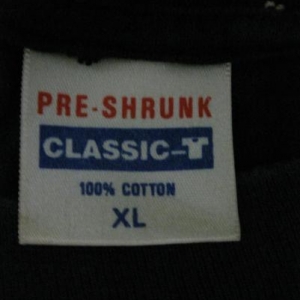 PRE-SHRUNK
CLASSIC-T
100% COTTON
XL